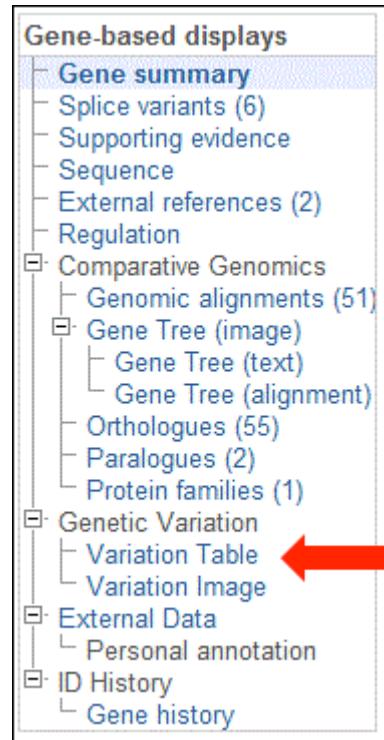 Gene-based displays
Gene summary
Splice variants (6)
Supporting evidence
Sequence
External references (2)
Regulation
Comparative Genomics
Genomic alignments (51)
Gene Tree (image)
Gene Tree (text)
Gene Tree (alignment)
Orthologues (55)
Paralogues (2)
Protein families (1)
Genetic Variation
Variation Table
Variation Image
External Data
Personal annotation
ID History
Gene history